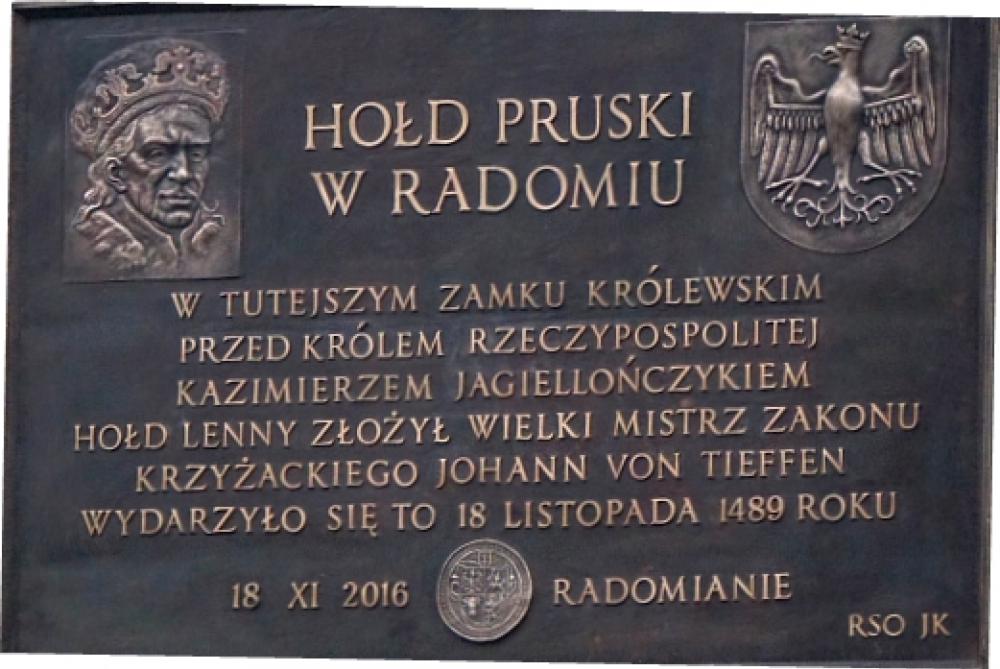 HOŁD PRUSKI
W RADOMIU
W TUTEJSZYM ZAMKU KRÓLEWSKIM
PRZED KRÓLEM RZECZYPOSPOLITEJ
KAZIMIERZEM JAGIELLOŃCZYKIEM
HOŁD LENNY ZŁOŻYŁ WIELKI MISTRZ ZAKONU
KRZYŻACKIEGO JOHANN VON TIEFFEN
WYDARZYŁO SIĘ TO 18 LISTOPADA 1489 ROKU
18 XI 2016 RADOMIANIE
RSO JK